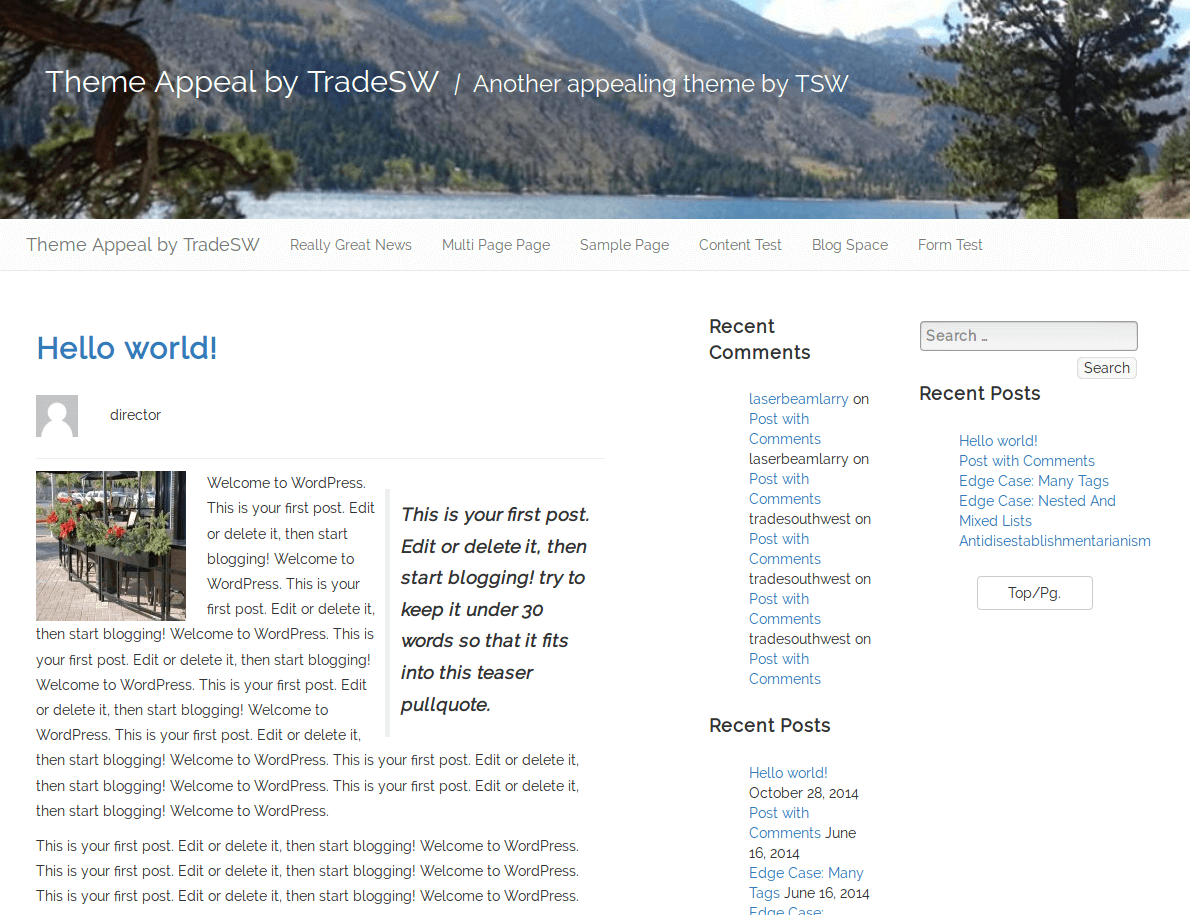 Theme Appeal by TradeSW / Another appealing theme by TSW
Theme Appeal by TradeSW Really Great News Multi Page Page Sample Page Content Test Blog Space Form Test
Hello world!
director
Welcome to WordPress.
This is your first post. Edit
or delete it, then start
blogging! Welcome to
WordPress. This is your
first post. Edit or delete it,
then start blogging! Welcome to WordPress. This is
your first post. Edit or delete it, then start blogging!
Welcome to WordPress. This is your first post. Edit
or delete it, then start blogging! Welcome to
WordPress. This is your first post. Edit or delete it,
then start blogging! Welcome to WordPress. This is your first post. Edit or delete it,
then start blogging! Welcome to WordPress. This is your first post. Edit or delete it,
then start blogging! Welcome to WordPress.
This is your first post.
Edit or delete it, then
start blogging! try to
keep it under 30
words so that it fits
into this teaser
pullquote.
This is your first post. Edit or delete it, then start blogging! Welcome to WordPress.
This is your first post. Edit or delete it, then start blogging! Welcome to WordPress.
This is your first post. Edit or delete it, then start blogging! Welcome to WordPress.
Recent
Comments
laserbeamlarry on
Post with
Comments
laserbeamlarry on
Post with
Comments
tradesouthwest on
Post with
Comments
tradesouthwest on
Post with
Comments
tradesouthwest on
Post with
Comments
Recent Posts
Hello world!
October 28, 2014
Post with
Comments June
16, 2014
Edge Case: Many
Tags June 16, 2014
Edge Case:
Search …
Search
Recent Posts
Hello world!
Post with Comments
Edge Case: Many Tags
Edge Case: Nested And
Mixed Lists
Antidisestablishmentarianism
Top/Pg.